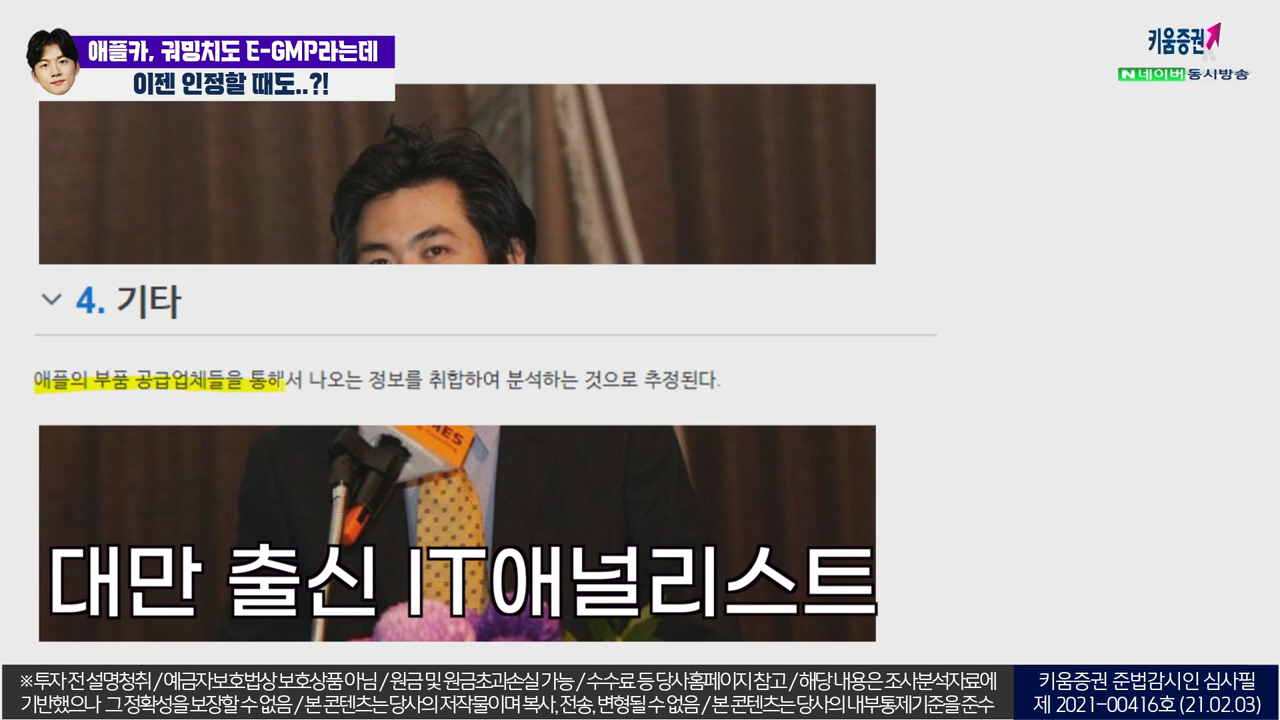 애플카, 궈밍치도 E-GMP라는데
이젠 인정할 때도..?!
키움증권
N 네이버 동시방송
4. 기타
애플의 부품 공급업체들을 통해서 나오는 정보를 취합하여 분석하는 것으로 추정된다.
MES
대만 출신 IT애널리스트
※ 투자 전 설명청취 / 예금자보호법상 보호상품 아님 / 원금 및 원금초과손실 가능 / 수수료 등 당사홈페이지 참고 / 해당 내용은 조사분석자료에
기반했으나 그 정확성을 보장할 수 없음 / 본 콘텐츠는 당사의 저작물이며 복사, 전송, 변형될 수 없음 / 본 콘텐츠는 당사의 내부통제기준을 준수
키움증권 준법감시인 심사필
제 2021-00416호 (21.02.03)